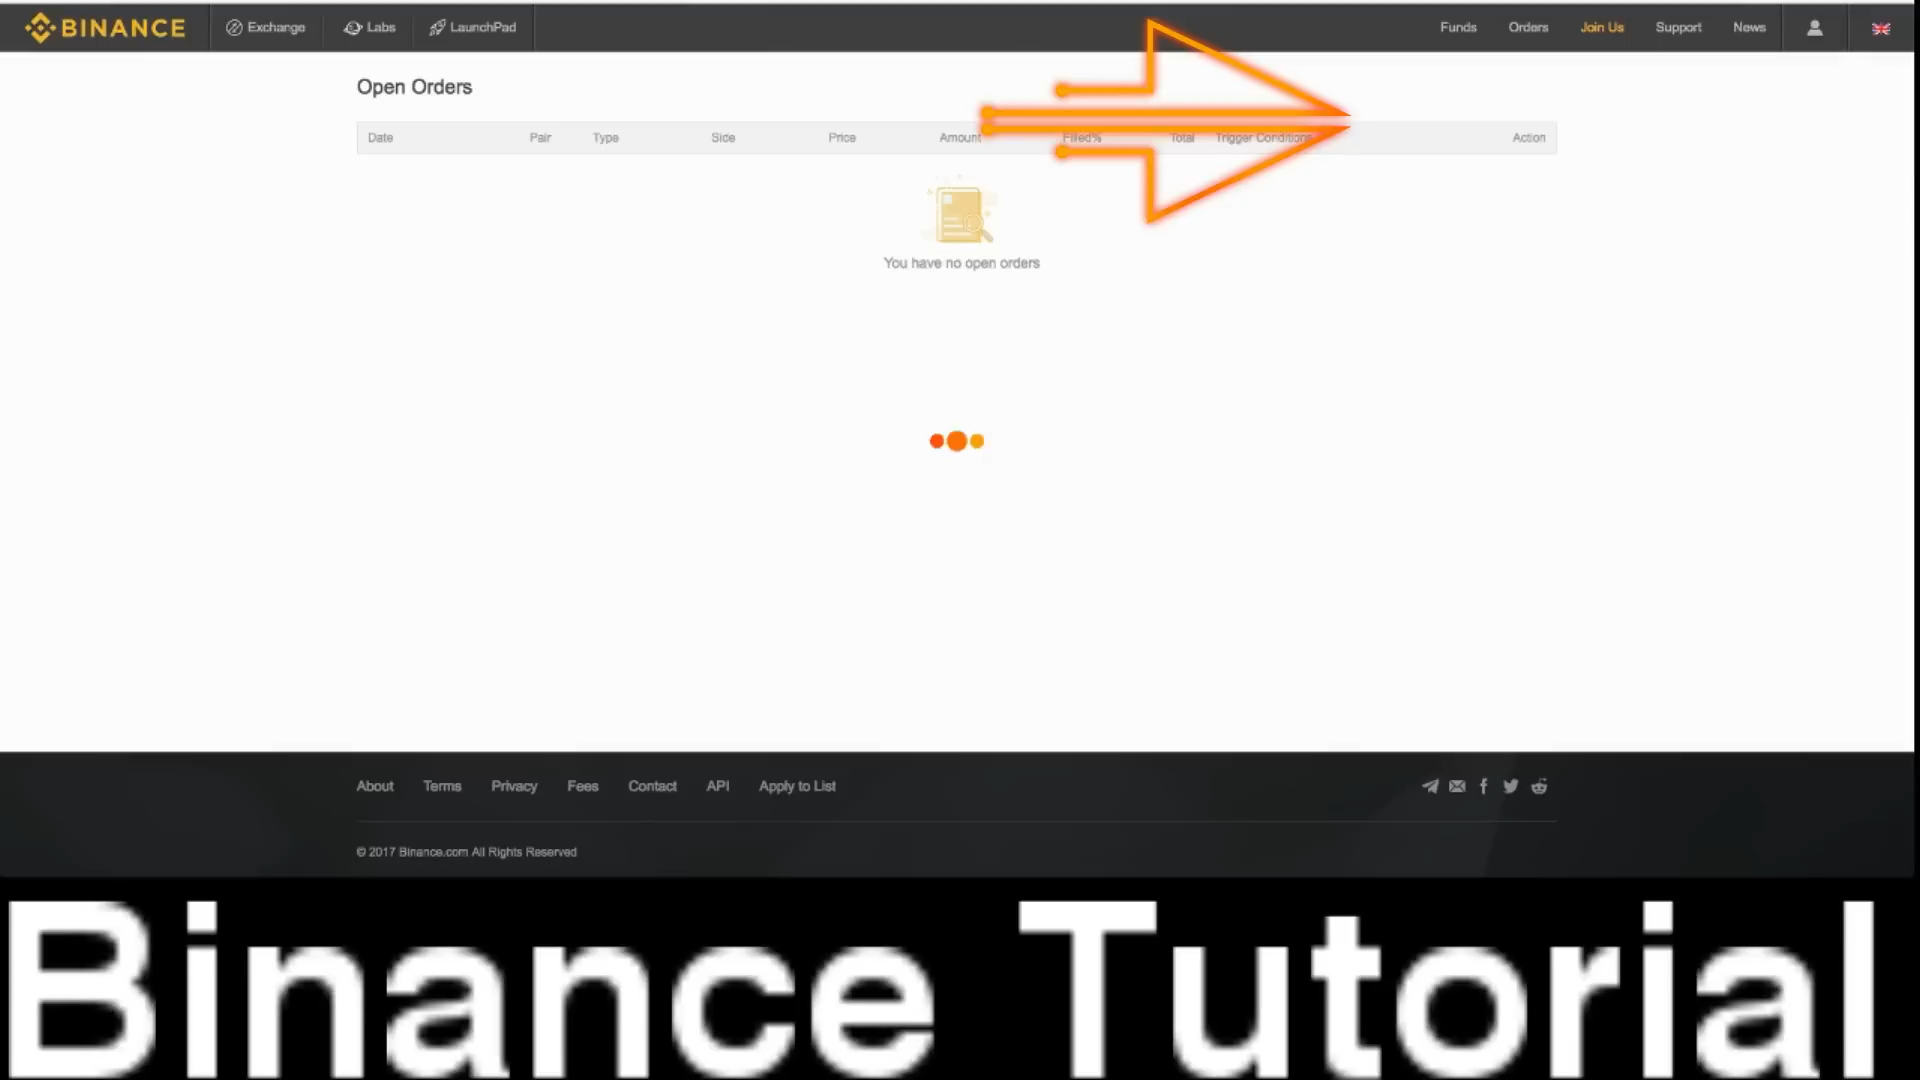 BINANCE Exchange Labs LaunchPad Funds Orders Join Us Support News
Open Orders
Date Pair Type Side Price Amount Filled% Total Trigger Conditions Action
You have no open orders
About Terms Privacy Fees Contact API Apply to List
© 2017 Binance.com All Rights Reserved
Binance Tutorial